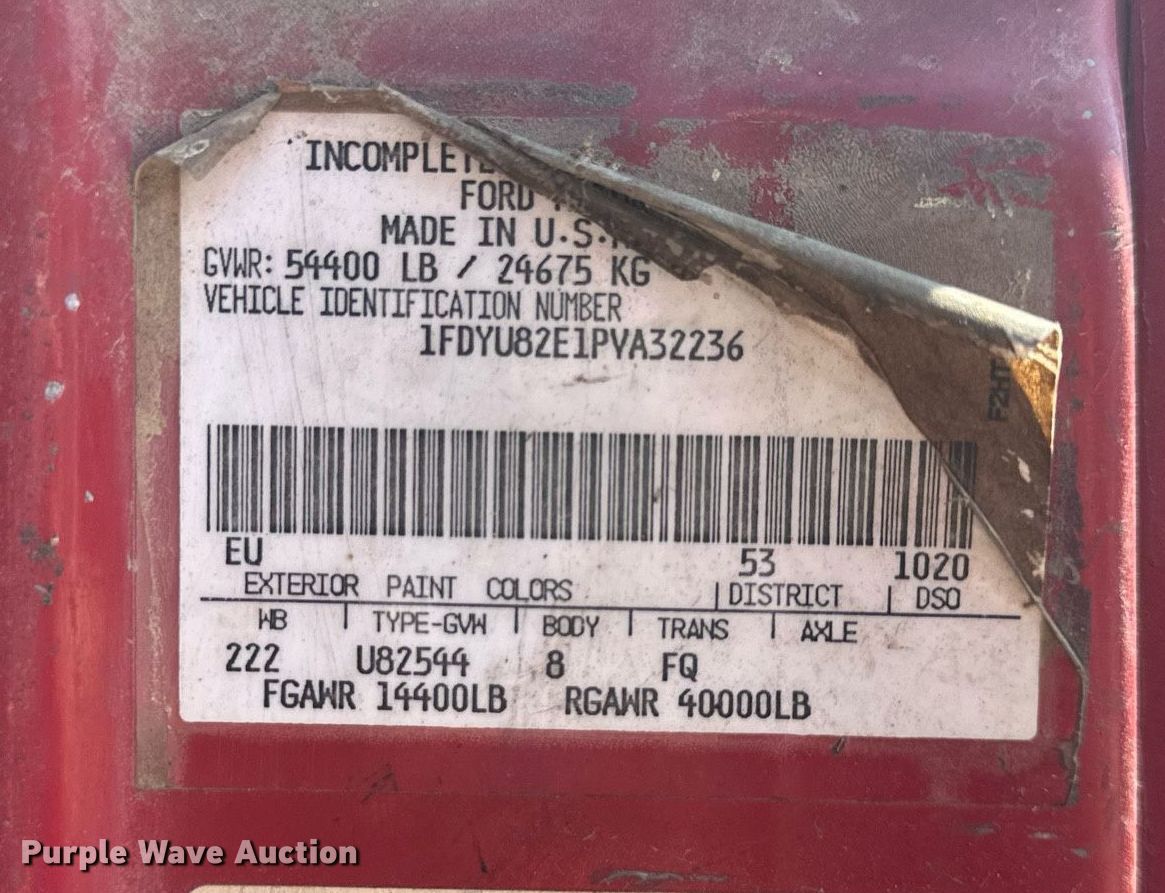 INCOMPLETE
FORD
MADE IN U.S.A.
GVWR: 54400 LB / 24675 KG
VEHICLE IDENTIFICATION NUMBER
1FDYU82E1PVA32236
F2HT
EU 53 1020
EXTERIOR PAINT COLORS DISTRICT DSO
WB TYPE-GVW BODY TRANS AXLE
222 U82544 8 FQ
FGAWR 14400LB RGAWR 40000LB
Purple Wave Auction